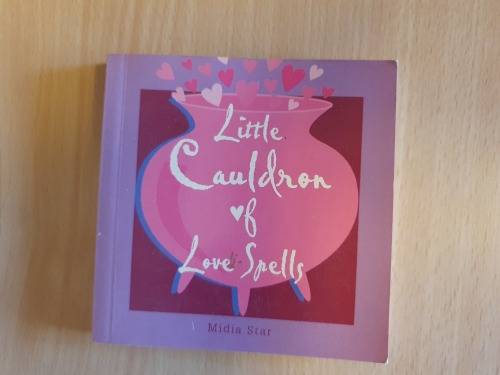 Little
Cauldron
of
Love Spells
Midia Star